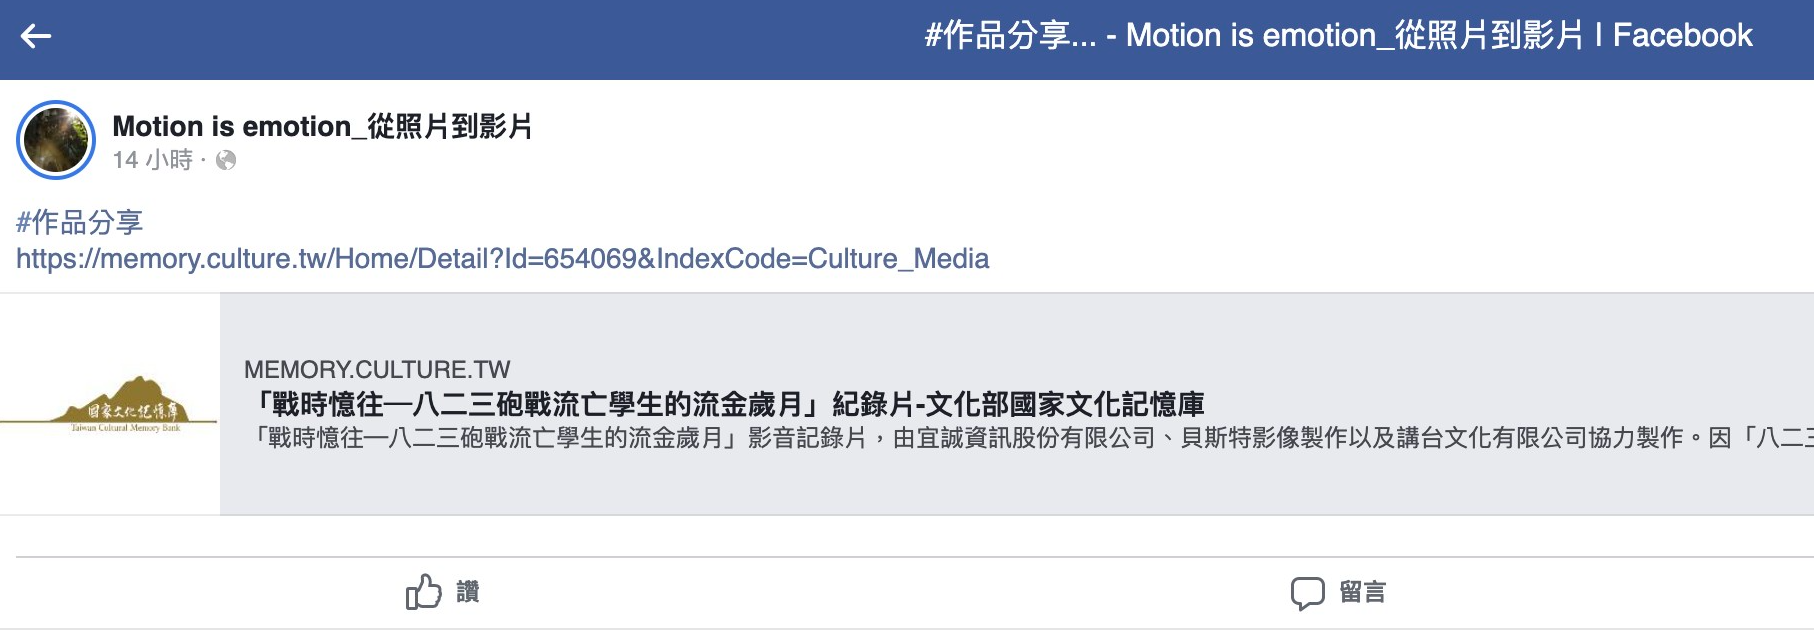 #作品分享... - Motion is emotion_從照片到影片 | Facebook
Motion is emotion_從照片到影片
14 小時 ·
#作品分享
https://memory.culture.tw/Home/Detail?Id=654069&IndexCode=Culture_Media
國家文化記憶庫
Taiwan Cultural Memory Bank
MEMORY.CULTURE.TW
「戰時憶往—八二三砲戰流亡學生的流金歲月」紀錄片-文化部國家文化記憶庫
「戰時憶往—八二三砲戰流亡學生的流金歲月」影音記錄片，由宜誠資訊股份有限公司、貝斯特影像製作以及講台文化有限公司協力製作。因「八二三
讚
留言